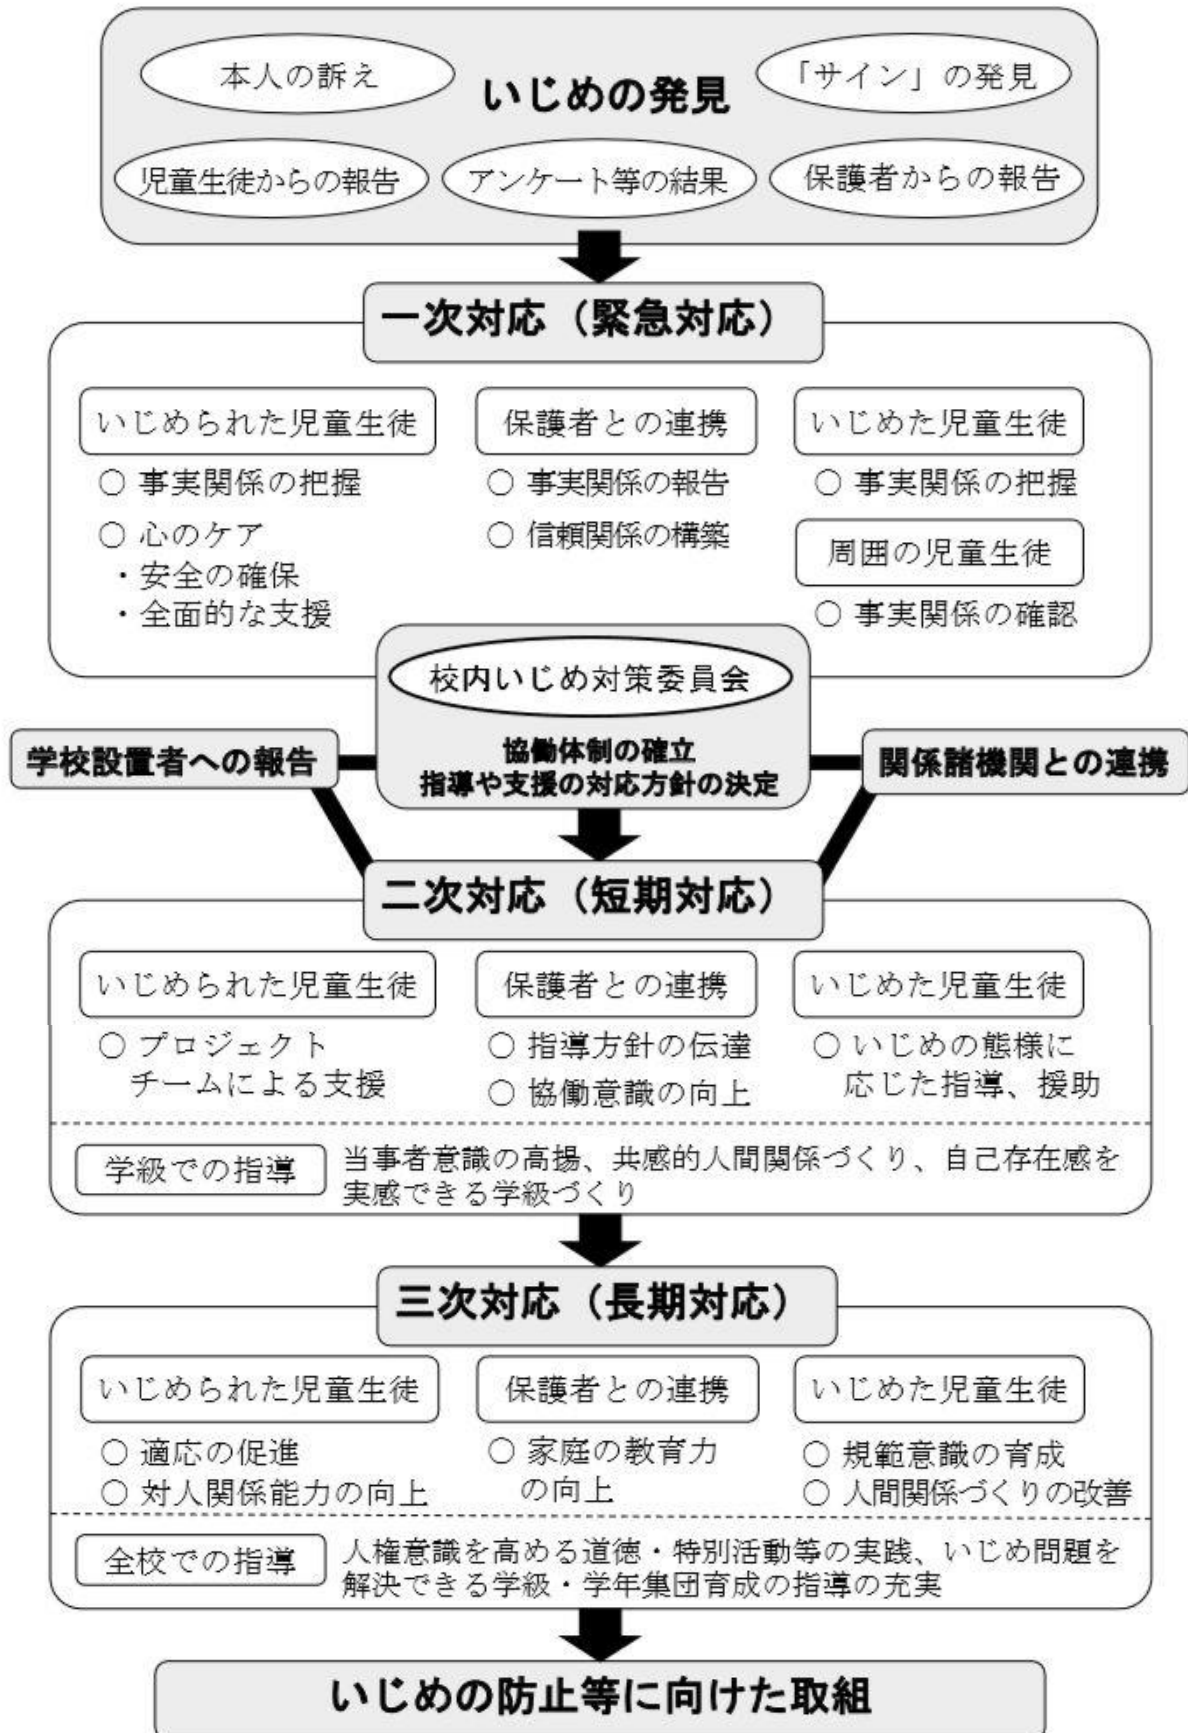 本人の訴え
いじめの発見
「サイン」の発見
児童生徒からの報告
アンケート等の結果
保護者からの報告
一次対応（緊急対応）
いじめられた児童生徒
○ 事実関係の把握
○ 心のケア
・安全の確保
・全面的な支援
保護者との連携
○ 事実関係の報告
○ 信頼関係の構築
いじめた児童生徒
○ 事実関係の把握
周囲の児童生徒
○ 事実関係の確認
校内いじめ対策委員会
協働体制の確立
指導や支援の対応方針の決定
学校設置者への報告
関係諸機関との連携
二次対応（短期対応）
いじめられた児童生徒
○ プロジェクト
チームによる支援
保護者との連携
○ 指導方針の伝達
○ 協働意識の向上
いじめた児童生徒
○ いじめの態様に
応じた指導、援助
学級での指導
当事者意識の高揚、共感的人間関係づくり、自己存在感を
実感できる学級づくり
三次対応（長期対応）
いじめられた児童生徒
○ 適応の促進
○ 対人関係能力の向上
保護者との連携
○ 家庭の教育力
の向上
いじめた児童生徒
○ 規範意識の育成
○ 人間関係づくりの改善
全校での指導
人権意識を高める道徳・特別活動等の実践、いじめ問題を
解決できる学級・学年集団育成の指導の充実
いじめの防止等に向けた取組